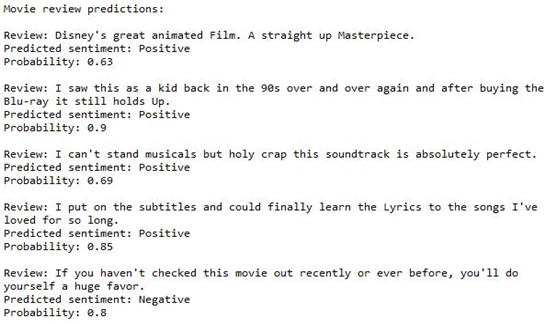 Movie review predictions:
Review: Disney's great animated Film. A straight up Masterpiece.
Predicted sentiment: Positive
Probability: 0.63
Review: I saw this as a kid back in the 90s over and over again and after buying the
Blu-ray it still holds Up.
Predicted sentiment: Positive
Probability: 0.9
Review: I can't stand musicals but holy crap this soundtrack is absolutely perfect.
Predicted sentiment: Positive
Probability: 0.69
Review: I put on the subtitles and could finally learn the Lyrics to the songs I've
loved for so long.
Predicted sentiment: Positive
Probability: 0.85
Review: If you haven't checked this movie out recently or ever before, you'll do
yourself a huge favor.
Predicted sentiment: Negative
Probability: 0.8